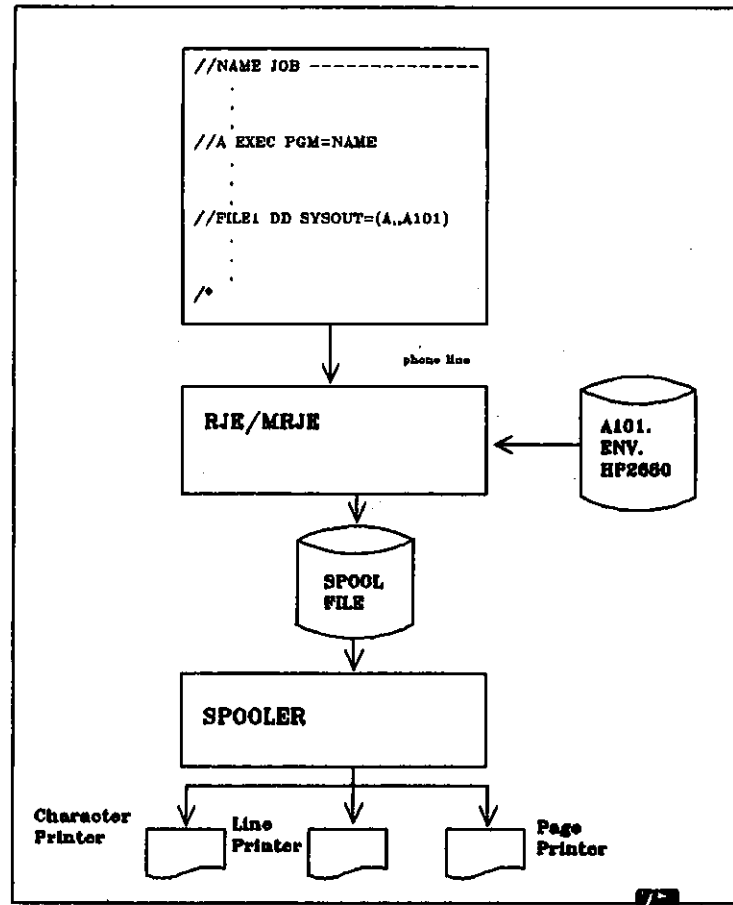 //NAME JOB ---------------
.
.
.
//A EXEC PGM=NAME
.
.
.
//FILE1 DD SYSOUT=(A,,A101)
.
.
.
/*
phone line
RJE/MRJE
A101.
ENV.
HP2680
SPOOL
FILE
SPOOLER
Character
Printer
Line
Printer
Page
Printer